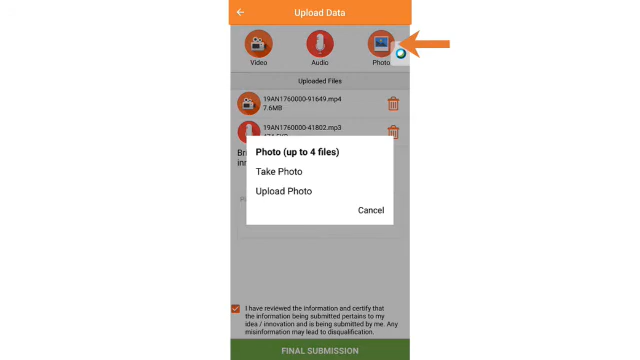 Upload Data
Video
Audio
Photo
Uploaded Files
19AN1760000-91649.mp4
7.6MB
19AN1760000-41802.mp3
Photo (up to 4 files)
Take Photo
Upload Photo
Cancel
I have reviewed the information and certify that
the information being submitted pertains to my
idea / innovation and is being submitted by me. Any
misinformation may lead to disqualification.
FINAL SUBMISSION